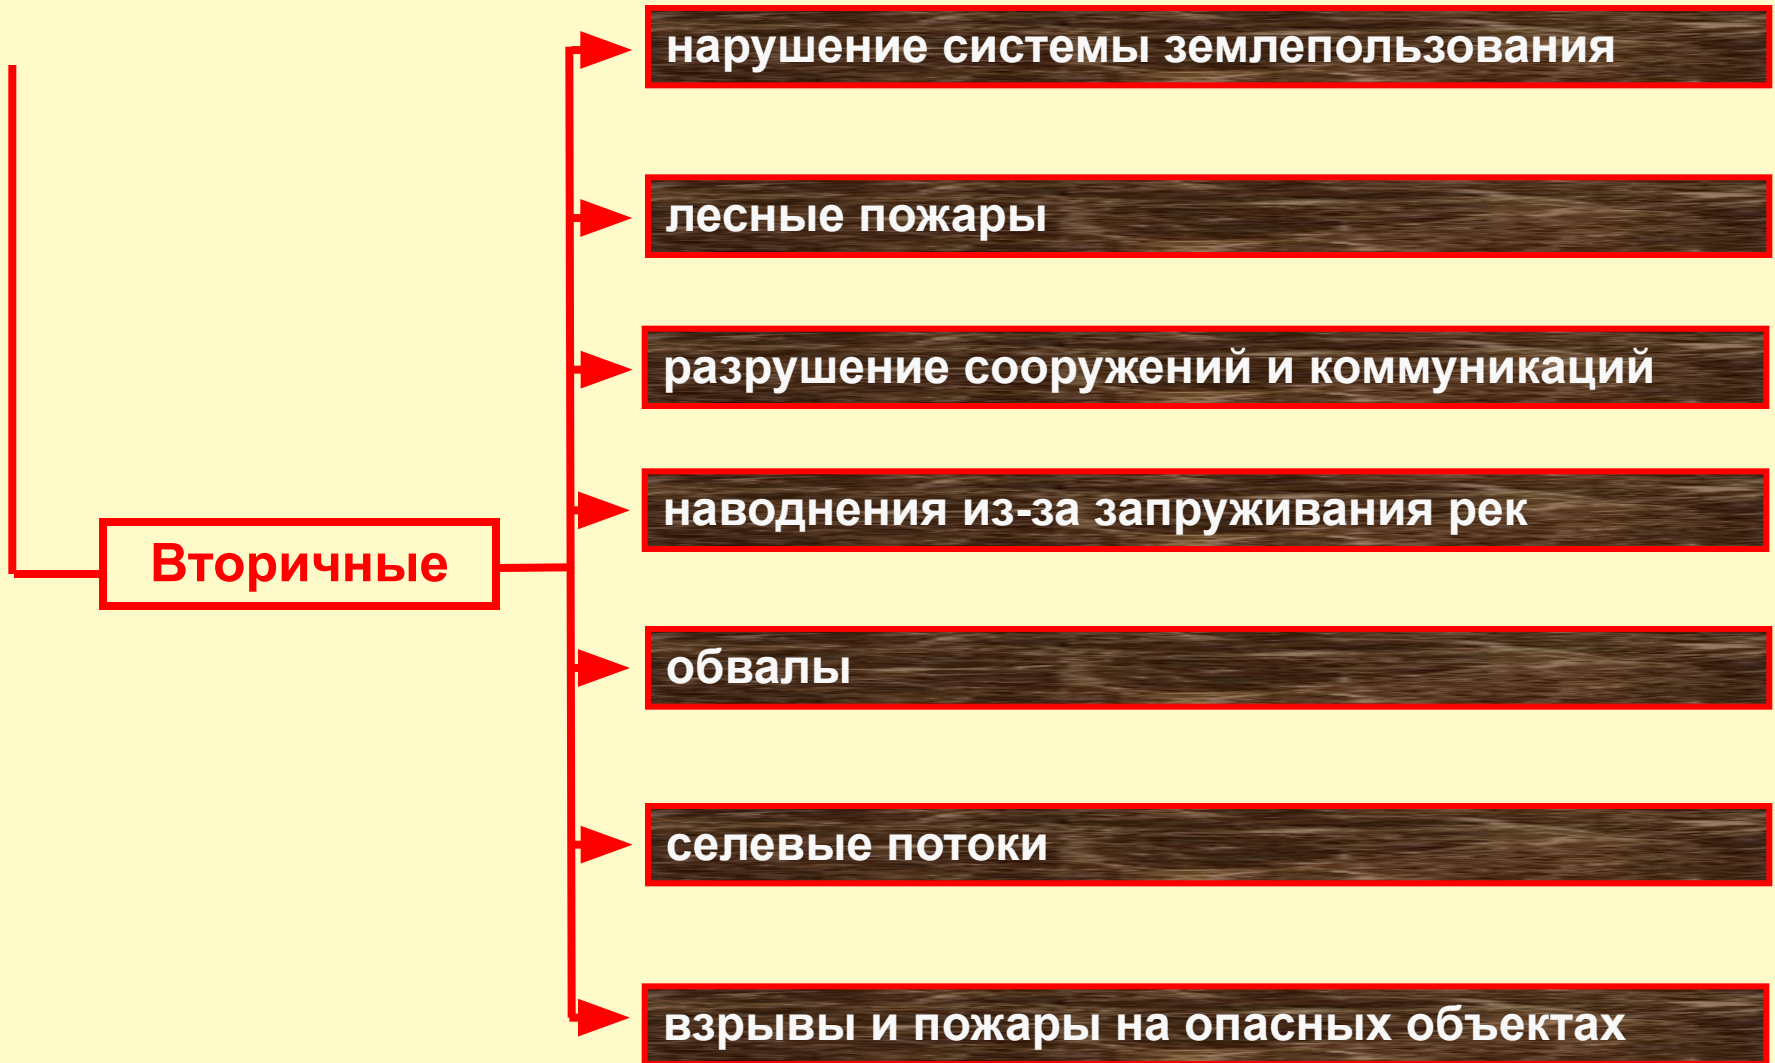 нарушение системы землепользования
лесные пожары
разрушение сооружений и коммуникаций
наводнения из-за запруживания рек
Вторичные
обвалы
селевые потоки
взрывы и пожары на опасных объектах